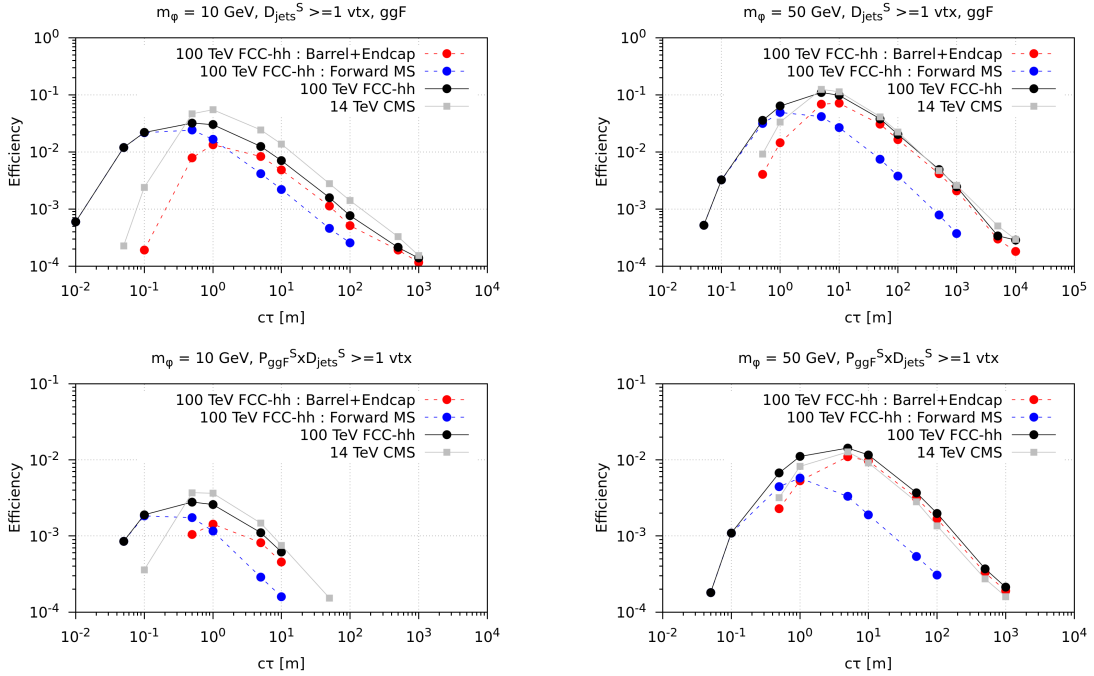 m_φ = 10 GeV, D_jets^S >=1 vtx, ggF
10^0
10^-1
10^-2
10^-3
10^-4
Efficiency
100 TeV FCC-hh : Barrel+Endcap
100 TeV FCC-hh : Forward MS
100 TeV FCC-hh
14 TeV CMS
10^-2 10^-1 10^0 10^1 10^2 10^3 10^4
cτ [m]
m_φ = 50 GeV, D_jets^S >=1 vtx, ggF
10^0
10^-1
10^-2
10^-3
10^-4
Efficiency
100 TeV FCC-hh : Barrel+Endcap
100 TeV FCC-hh : Forward MS
100 TeV FCC-hh
14 TeV CMS
10^-2 10^-1 10^0 10^1 10^2 10^3 10^4 10^5
cτ [m]
m_φ = 10 GeV, P_ggF^SxD_jets^S >=1 vtx
10^-1
10^-2
10^-3
10^-4
Efficiency
100 TeV FCC-hh : Barrel+Endcap
100 TeV FCC-hh : Forward MS
100 TeV FCC-hh
14 TeV CMS
10^-2 10^-1 10^0 10^1 10^2 10^3 10^4
cτ [m]
m_φ = 50 GeV, P_ggF^SxD_jets^S >=1 vtx
10^-1
10^-2
10^-3
10^-4
Efficiency
100 TeV FCC-hh : Barrel+Endcap
100 TeV FCC-hh : Forward MS
100 TeV FCC-hh
14 TeV CMS
10^-2 10^-1 10^0 10^1 10^2 10^3 10^4
cτ [m]